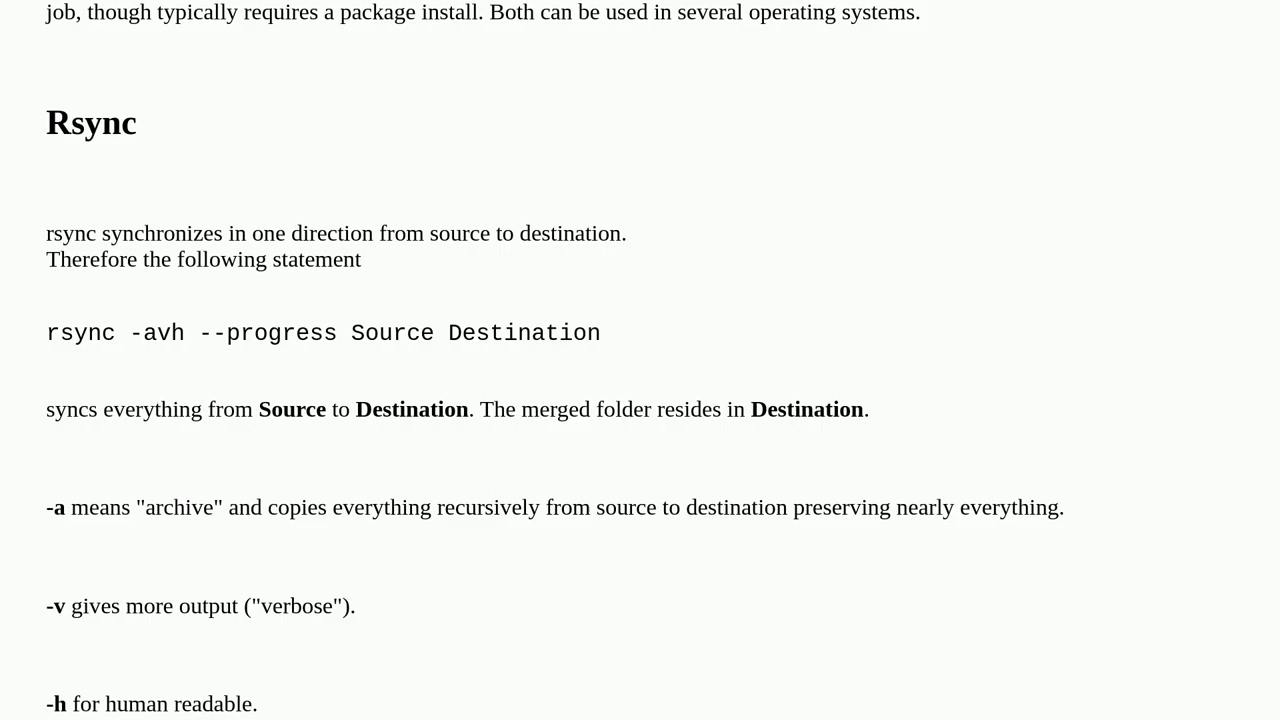 job, though typically requires a package install. Both can be used in several operating systems.
Rsync
rsync synchronizes in one direction from source to destination.
Therefore the following statement
rsync -avh --progress Source Destination
syncs everything from Source to Destination. The merged folder resides in Destination.
-a means "archive" and copies everything recursively from source to destination preserving nearly everything.
-v gives more output ("verbose").
-h for human readable.